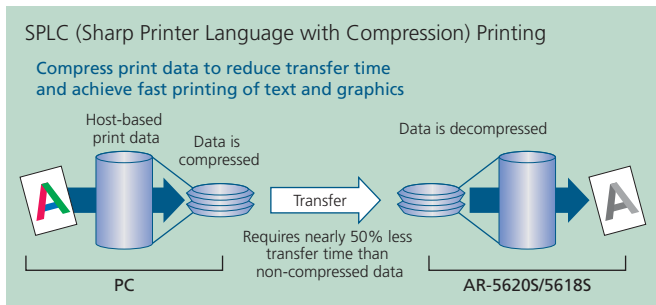 SPLC (Sharp Printer Language with Compression) Printing
Compress print data to reduce transfer time
and achieve fast printing of text and graphics
Host-based
print data
Data is
compressed
Data is decompressed
A
Transfer
A
Requires nearly 50% less
transfer time than
non-compressed data
PC
AR-5620S/5618S